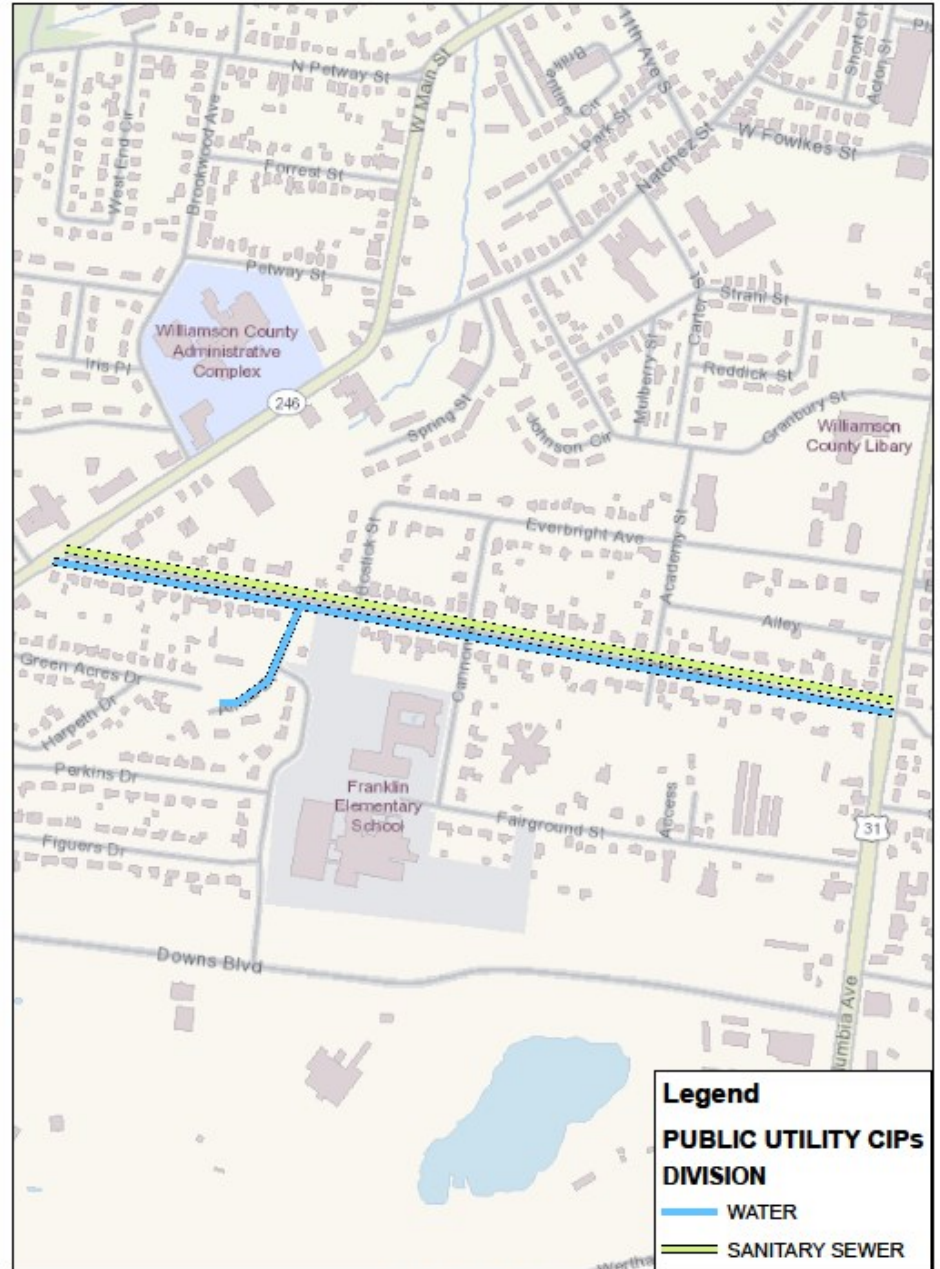 11th Ave S
Short Ct
Acton St
N Petway St
W Main St
Brillentine Cir
Park St
W Fowlkes St
West End Cir
Brookwood Ave
Forrest St
Natchez St
Petway St
Carter St
Strahl St
Williamson County
Administrative
Complex
Iris Pl
246
Mulberry St
Reddick St
Spring St
Johnson Cir
Granbury St
Williamson
County Libary
Bostick St
Everbright Ave
Academy St
Alley
Cannon
Green Acres Dr
Harpeth Dr
Perkins Dr
Franklin
Elementary
School
Figuers Dr
Fairground St
Access
31
Downs Blvd
umbia Ave
Legend
PUBLIC UTILITY CIPs
DIVISION
WATER
SANITARY SEWER